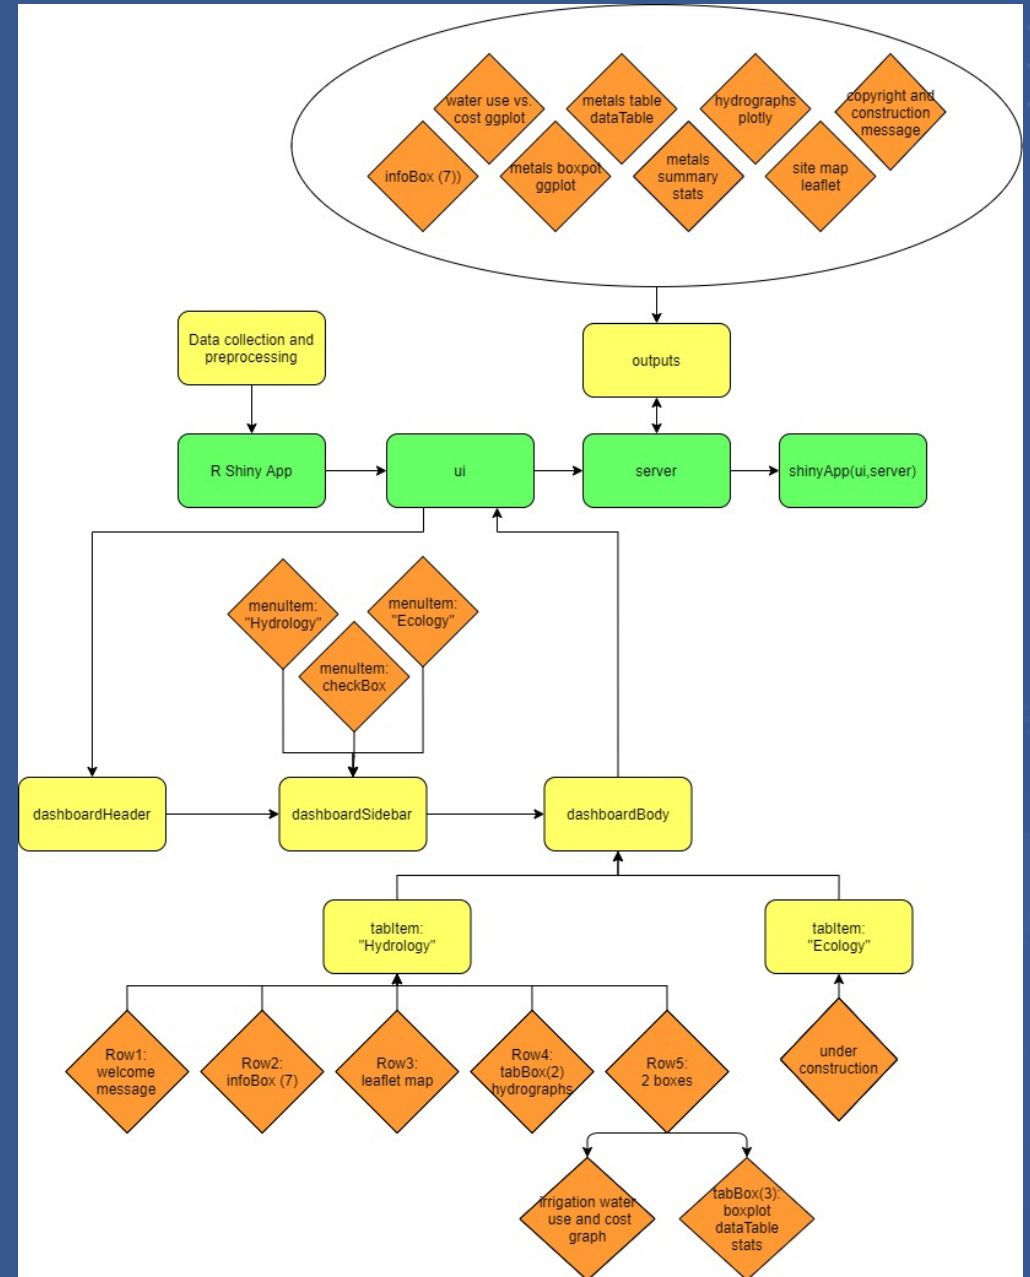 water use vs.
cost ggplot
metals table
dataTable
hydrographs
plotly
copyright and
construction
message
infoBox (7))
metals boxpot
ggplot
metals
summary
stats
site map
leaflet
Data collection and
preprocessing
outputs
R Shiny App
ui
server
shinyApp(ui,server)
menuItem:
"Hydrology"
menuItem:
"Ecology"
menuItem:
checkBox
dashboardHeader
dashboardSidebar
dashboardBody
tabItem:
"Hydrology"
tabItem:
"Ecology"
Row1:
welcome
message
Row2:
infoBox (7)
Row3:
leaflet map
Row4:
tabBox(2)
hydrographs
Row5:
2 boxes
under
construction
irrigation water
use and cost
graph
tabBox(3):
boxplot
dataTable
stats